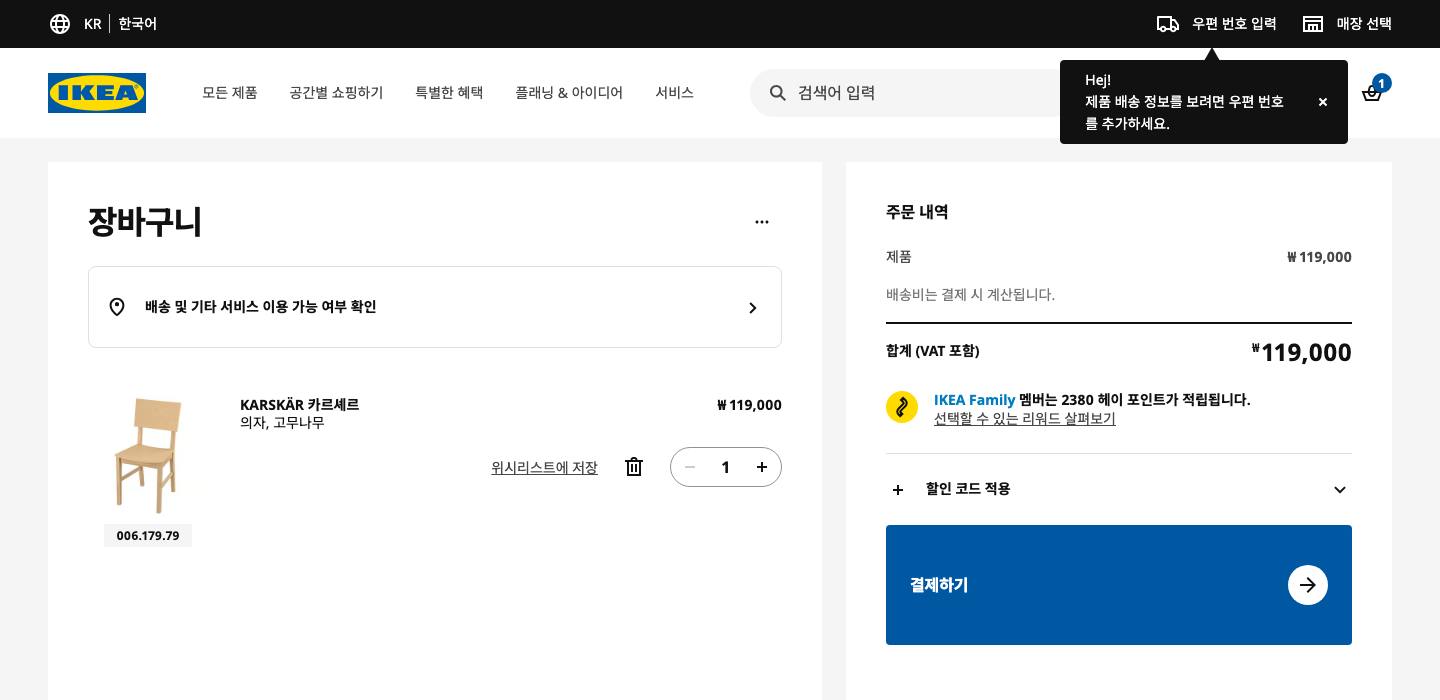 KR 한국어
우편 번호 입력
매장 선택
IKEA
모든 제품
공간별 쇼핑하기
특별한 혜택
플래닝 & 아이디어
서비스
검색어 입력
Hej!
제품 배송 정보를 보려면 우편 번호
를 추가하세요.
1
장바구니
배송 및 기타 서비스 이용 가능 여부 확인
KARSKÄR 카르셰르
₩ 119,000
의자, 고무나무
위시리스트에 저장
1
006.179.79
주문 내역
제품
₩ 119,000
배송비는 결제 시 계산됩니다.
합계 (VAT 포함)
₩119,000
IKEA Family 멤버는 2380 헤이 포인트가 적립됩니다.
선택할 수 있는 리워드 살펴보기
할인 코드 적용
결제하기